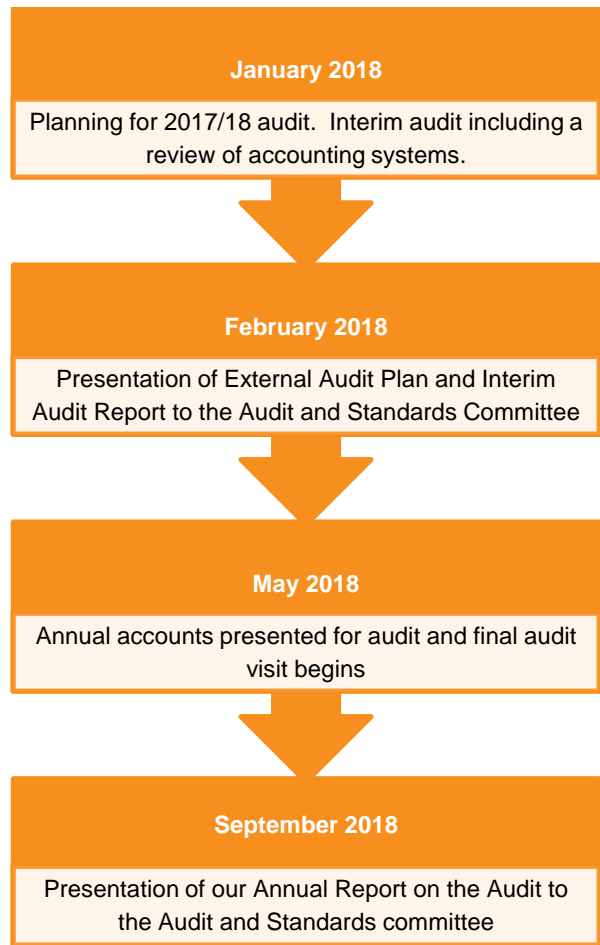 January 2018
Planning for 2017/18 audit.  Interim audit including a
review of accounting systems.
February 2018
Presentation of External Audit Plan and Interim
Audit Report to the Audit and Standards Committee
May 2018
Annual accounts presented for audit and final audit
visit begins
September 2018
Presentation of our Annual Report on the Audit to
the Audit and Standards committee